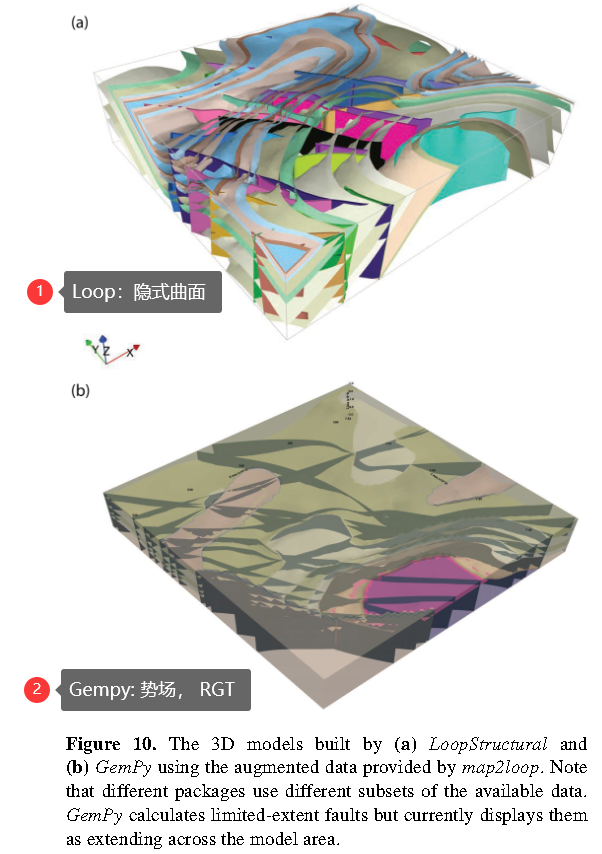 (a)
1 Loop：隐式曲面
Y Z X
(b)
2 Gempy: 势场， RGT
Figure 10. The 3D models built by (a) LoopStructural and
(b) GemPy using the augmented data provided by map2loop. Note
that different packages use different subsets of the available data.
GemPy calculates limited-extent faults but currently displays them
as extending across the model area.